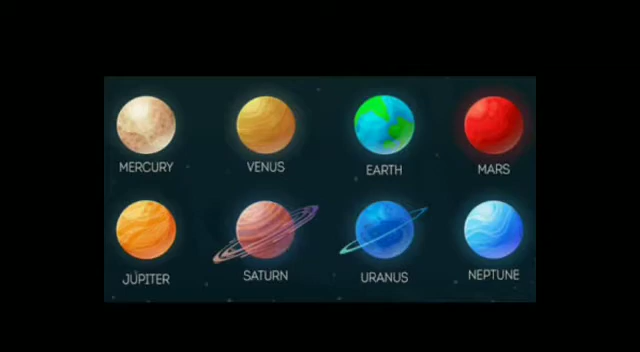 MERCURY
VENUS
EARTH
MARS
JUPITER
SATURN
URANUS
NEPTUNE